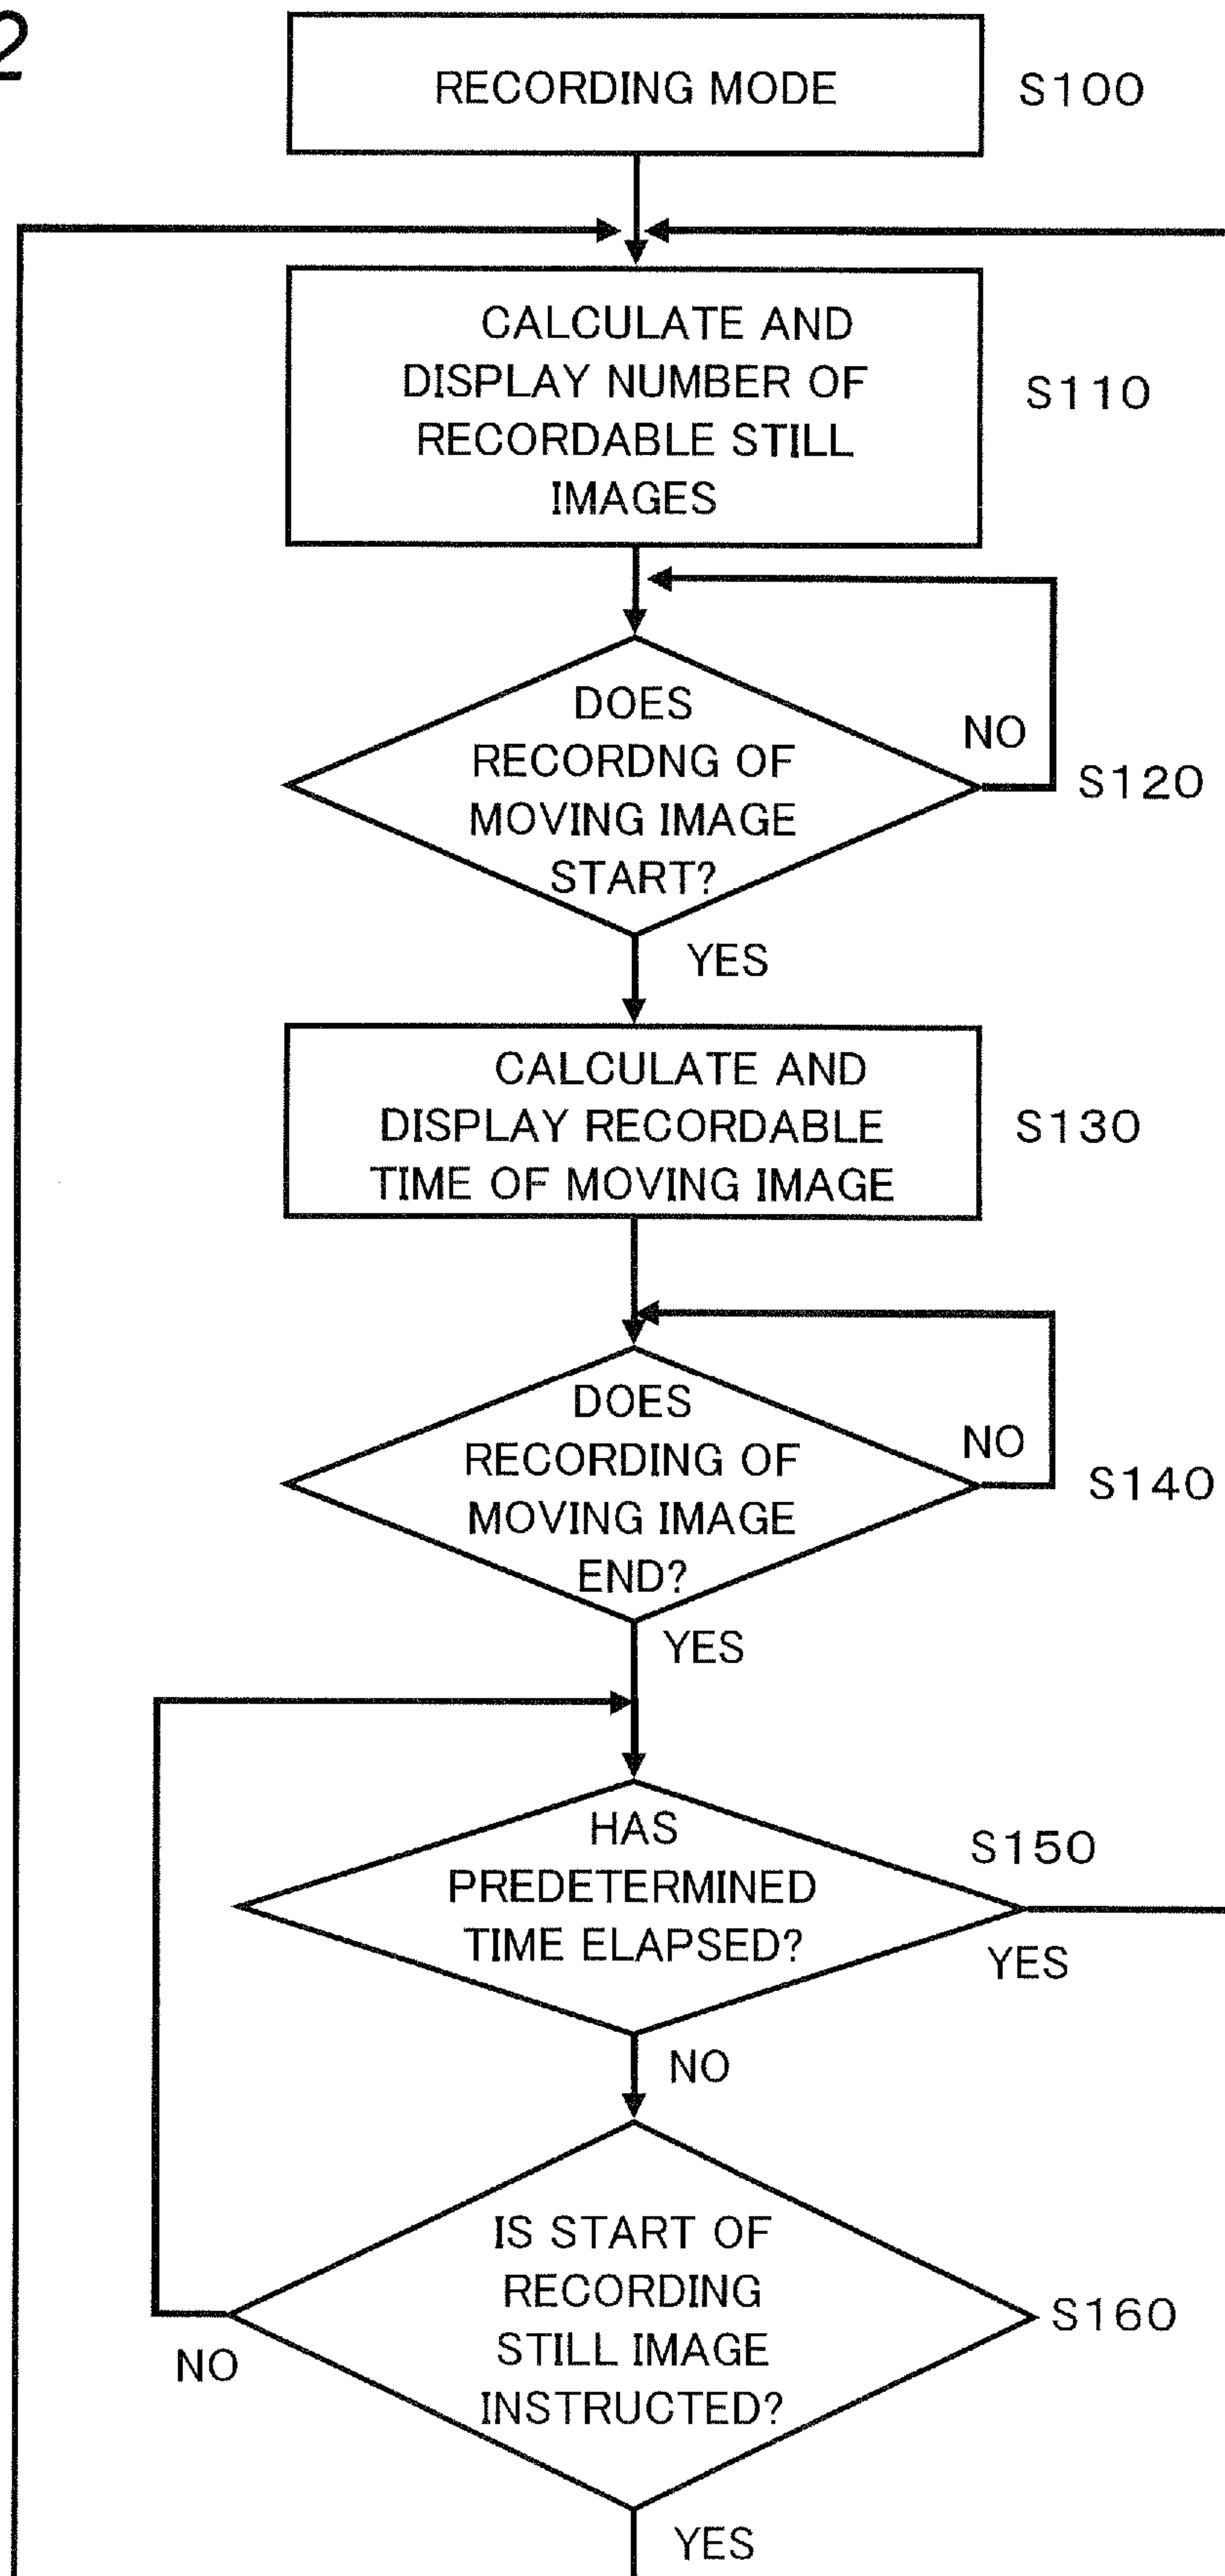 2
RECORDING MODE
S100
CALCULATE AND
DISPLAY NUMBER OF
RECORDABLE STILL
IMAGES
S110
DOES
RECORDNG OF
MOVING IMAGE
START?
NO
S120
YES
CALCULATE AND
DISPLAY RECORDABLE
TIME OF MOVING IMAGE
S130
DOES
RECORDING OF
MOVING IMAGE
END?
NO
S140
YES
HAS
PREDETERMINED
TIME ELAPSED?
S150
YES
NO
IS START OF
RECORDING
STILL IMAGE
INSTRUCTED?
S160
NO
YES